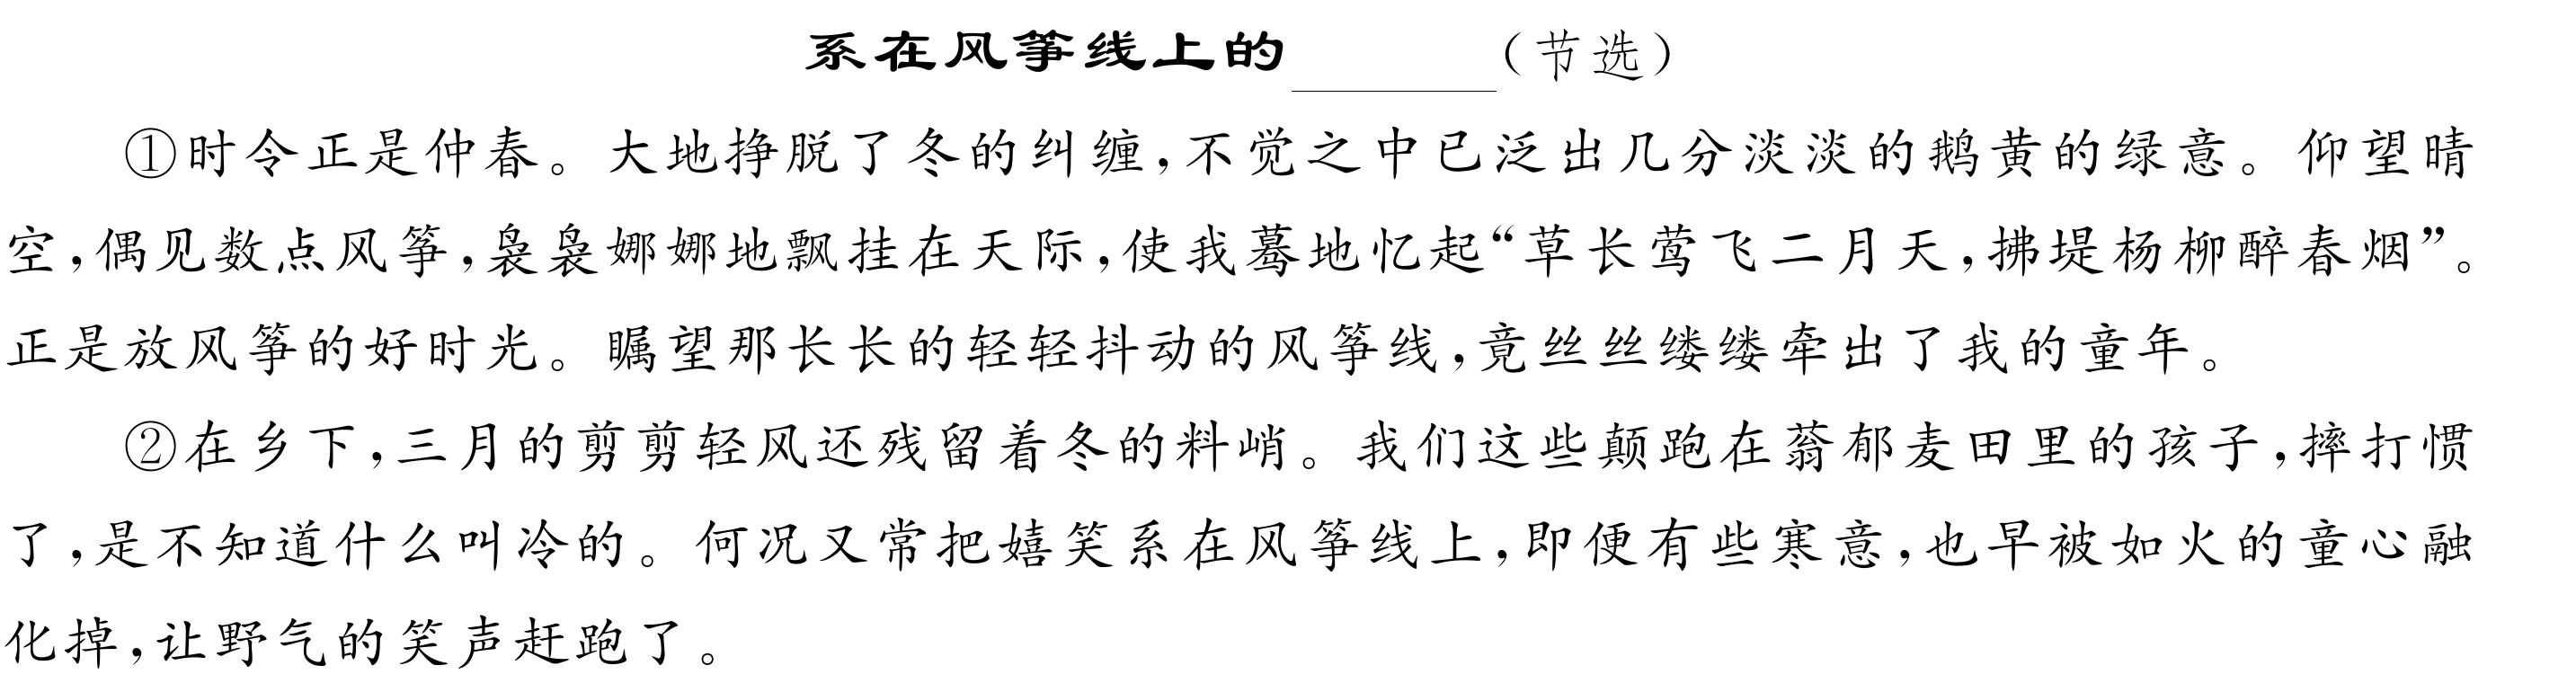 系在风筝线上的______（节选）
①时令正是仲春。大地挣脱了冬的纠缠，不觉之中已泛出几分淡淡的鹅黄的绿意。仰望晴
空，偶见数点风筝，袅袅娜娜地飘挂在天际，使我蓦地忆起“草长莺飞二月天，拂堤杨柳醉春烟”。
正是放风筝的好时光。瞩望那长长的轻轻抖动的风筝线，竟丝丝缕缕牵出了我的童年。
②在乡下，三月的剪剪轻风还残留着冬的料峭。我们这些颠跑在蓊郁麦田里的孩子，摔打惯
了，是不知道什么叫冷的。何况又常把嬉笑系在风筝线上，即便有些寒意，也早被如火的童心融
化掉，让野气的笑声赶跑了。